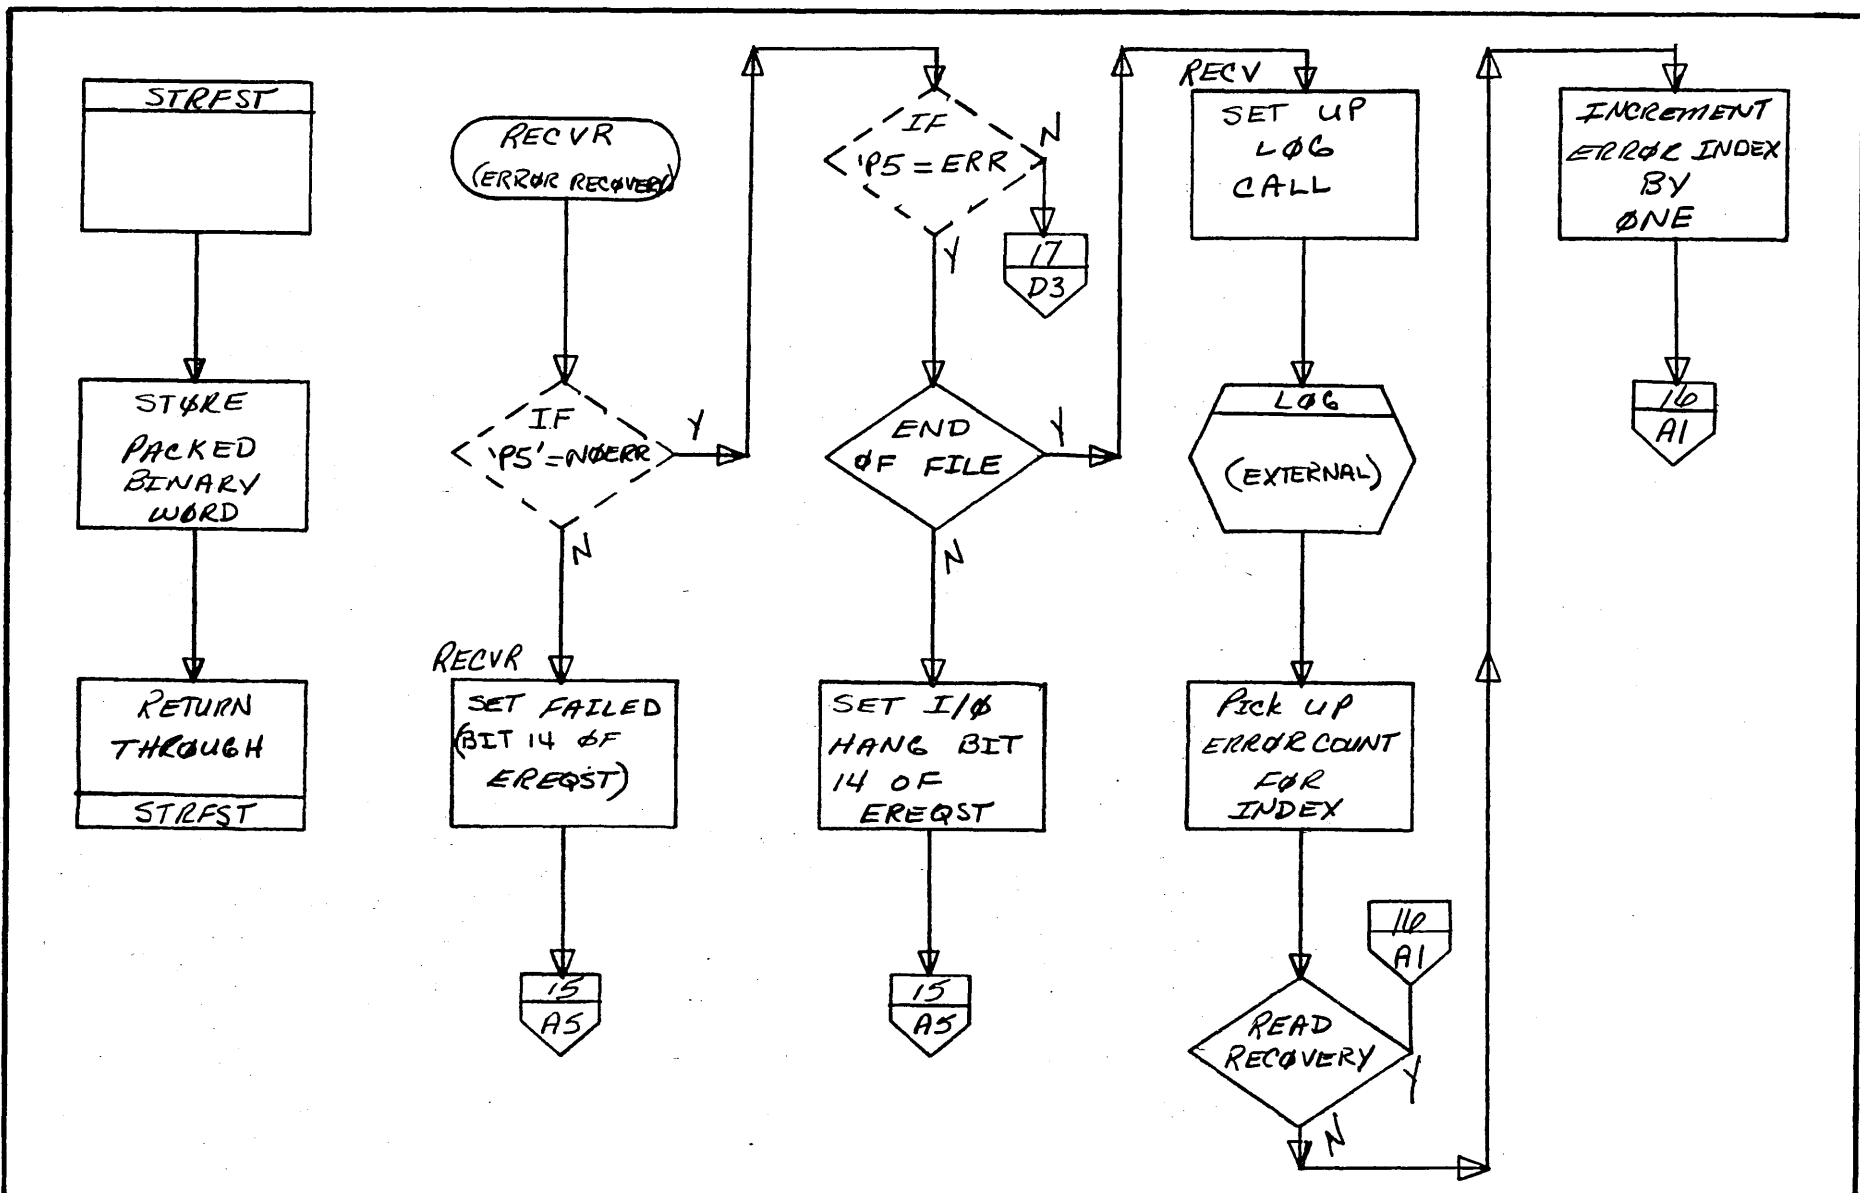 STRFST
STØRE
PACKED
BINARY
WØRD
RETURN
THRØUGH
STRFST
RECVR
(ERRØR RECØVERY)
IF
'P5'=NØERR
Y
N
RECVR
SET FAILED
(BIT 14 ØF
EREQST)
15
A5
IF
'P5=ERR
N
Y
17
D3
END
ØF FILE
Y
N
SET I/Ø
HANG BIT
14 OF
EREQST
15
A5
RECV
SET UP
LØG
CALL
LØG
(EXTERNAL)
Pick UP
ERRØR COUNT
FØR
INDEX
READ
RECØVERY
Y
N
16
A1
INCREMENT
ERRØR INDEX
BY
ØNE
16
A1